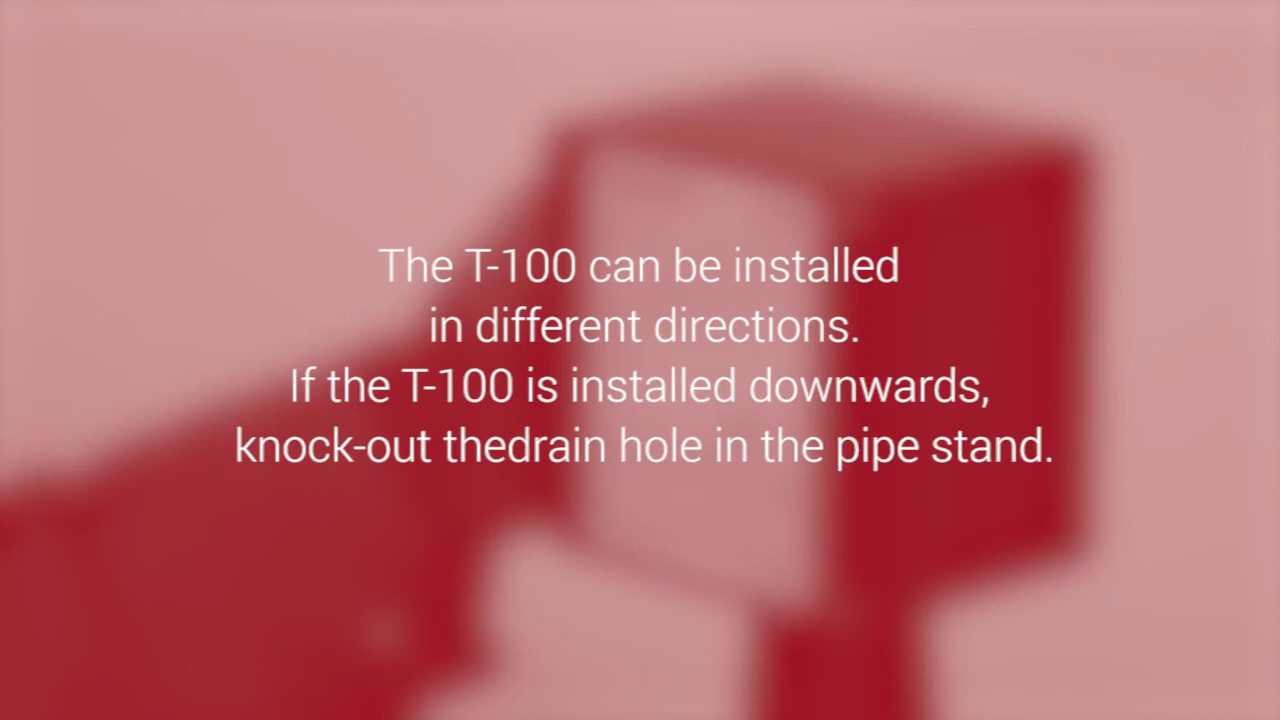 The T-100 can be installed
in different directions.
If the T-100 is installed downwards,
knock-out thedrain hole in the pipe stand.